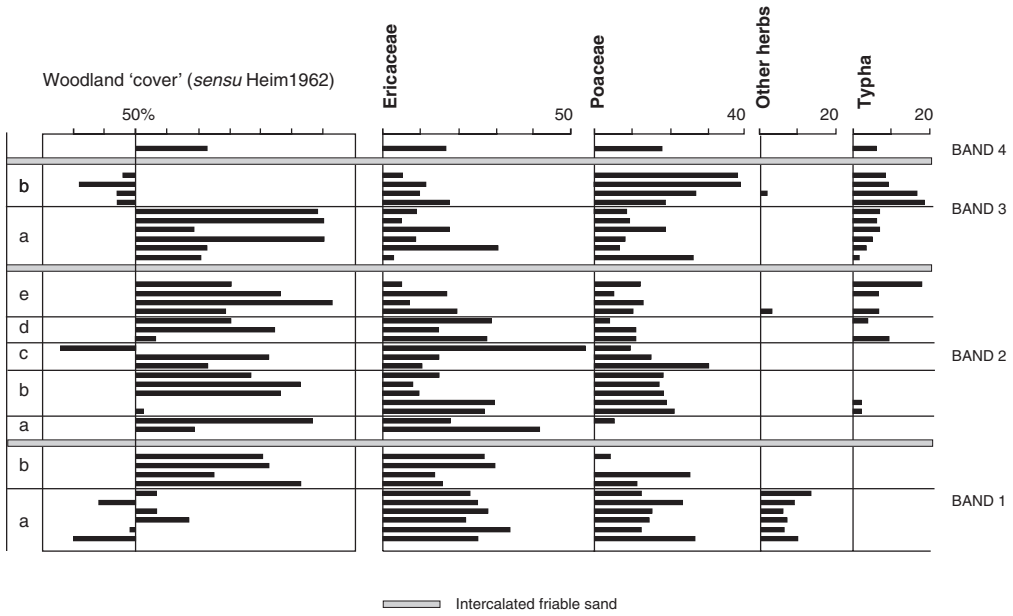 Woodland 'cover' (sensu Heim1962)
Ericaceae
Poaceae
Other herbs
Typha
50%
50
40
20
20
BAND 4
b
BAND 3
a
e
d
c
BAND 2
b
a
b
BAND 1
a
Intercalated friable sand